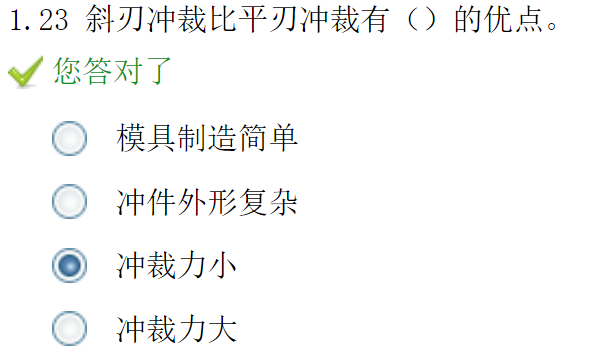 1.23 斜刃冲裁比平刃冲裁有（）的优点。
您答对了
模具制造简单
冲件外形复杂
冲裁力小
冲裁力大